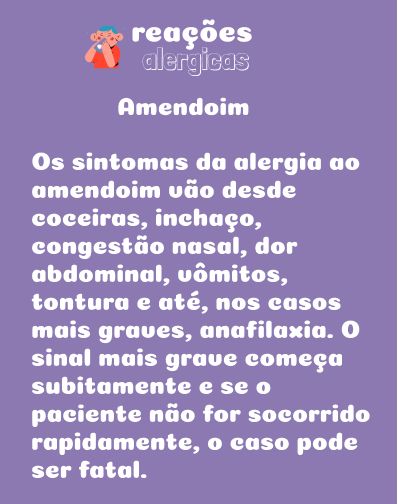 reações
alergicas
Amendoim
Os sintomas da alergia ao
amendoim vão desde
coceiras, inchaço,
congestão nasal, dor
abdominal, vômitos,
tontura e até, nos casos
mais graves, anafilaxia. O
sinal mais grave começa
subitamente e se o
paciente não for socorrido
rapidamente, o caso pode
ser fatal.